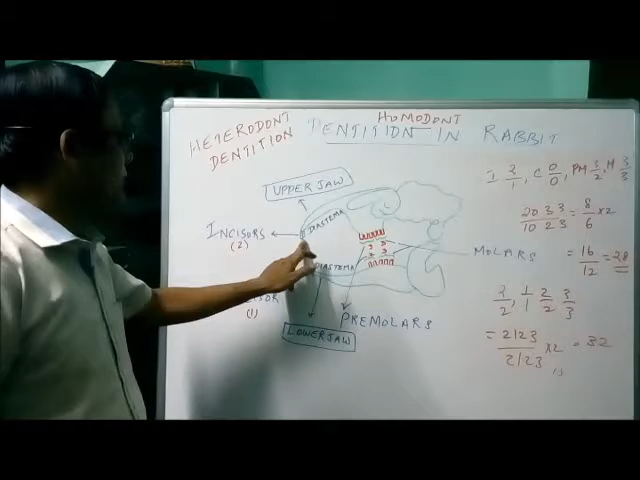 HETERODONT
DENTITION
HOMODONT
DENTITION IN RABBIT
UPPER JAW
DIASTEMA
INCISORS
(2)
DIASTEMA
(1)
LOWER JAW
PREMOLARS
MOLARS
I 2/1, C 0/0, PM 3/2, M 3/3
2033/1023 = 8/6 x2
= 16/12 = 28
2/2, 1/1 2/2 3/3
= 2123/2123 x2 = 32